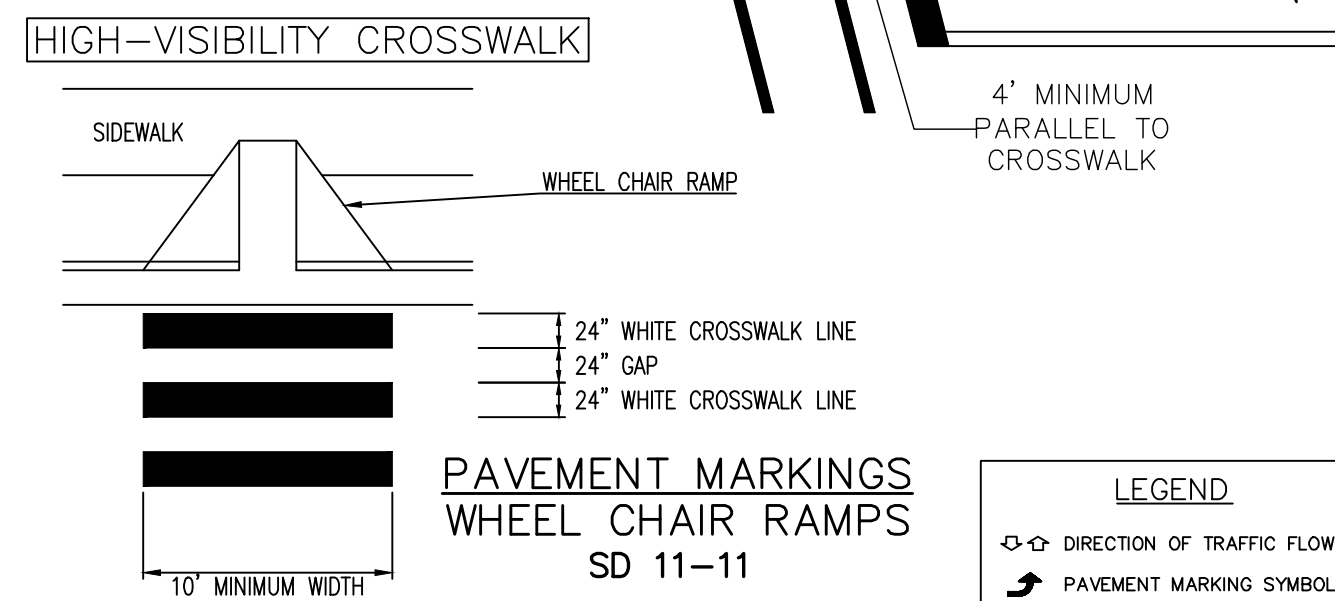 HIGH-VISIBILITY CROSSWALK
SIDEWALK
WHEEL CHAIR RAMP
4' MINIMUM
PARALLEL TO
CROSSWALK
24" WHITE CROSSWALK LINE
24" GAP
24" WHITE CROSSWALK LINE
10' MINIMUM WIDTH
PAVEMENT MARKINGS
WHEEL CHAIR RAMPS
SD 11-11
LEGEND
DIRECTION OF TRAFFIC FLOW
PAVEMENT MARKING SYMBOL